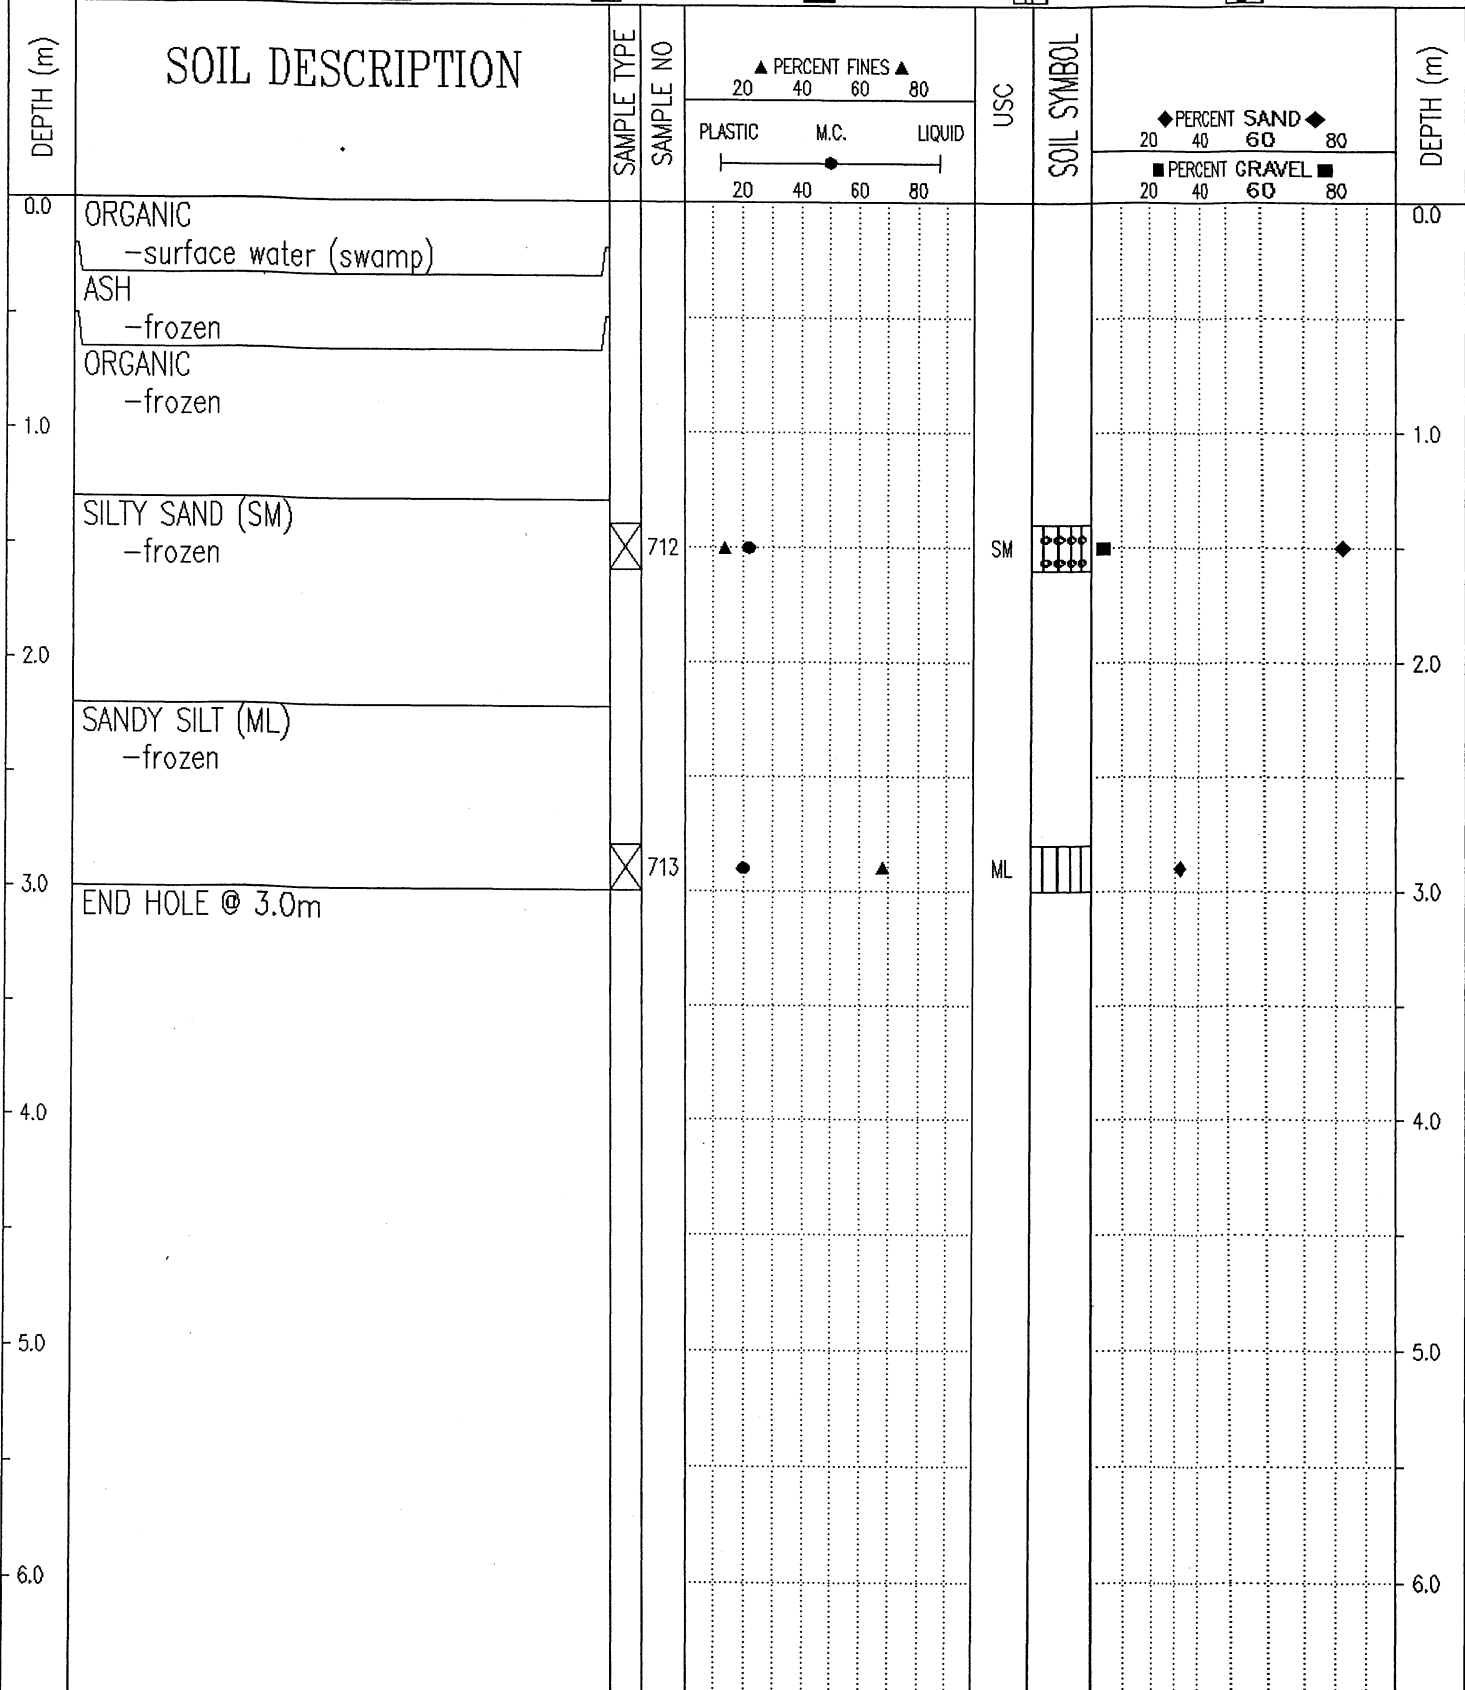 DEPTH (m)
SOIL DESCRIPTION
SAMPLE TYPE
SAMPLE NO
▲ PERCENT FINES ▲
20 40 60 80
PLASTIC M.C. LIQUID
20 40 60 80
USC
SOIL SYMBOL
◆ PERCENT SAND ◆
20 40 60 80
■ PERCENT GRAVEL ■
20 40 60 80
DEPTH (m)
0.0 0.0
ORGANIC
-surface water (swamp)
ASH
-frozen
ORGANIC
-frozen
1.0 1.0
SILTY SAND (SM)
-frozen 712 SM
2.0 2.0
SANDY SILT (ML)
-frozen
713 ML
3.0 3.0
END HOLE @ 3.0m
4.0 4.0
5.0 5.0
6.0 6.0